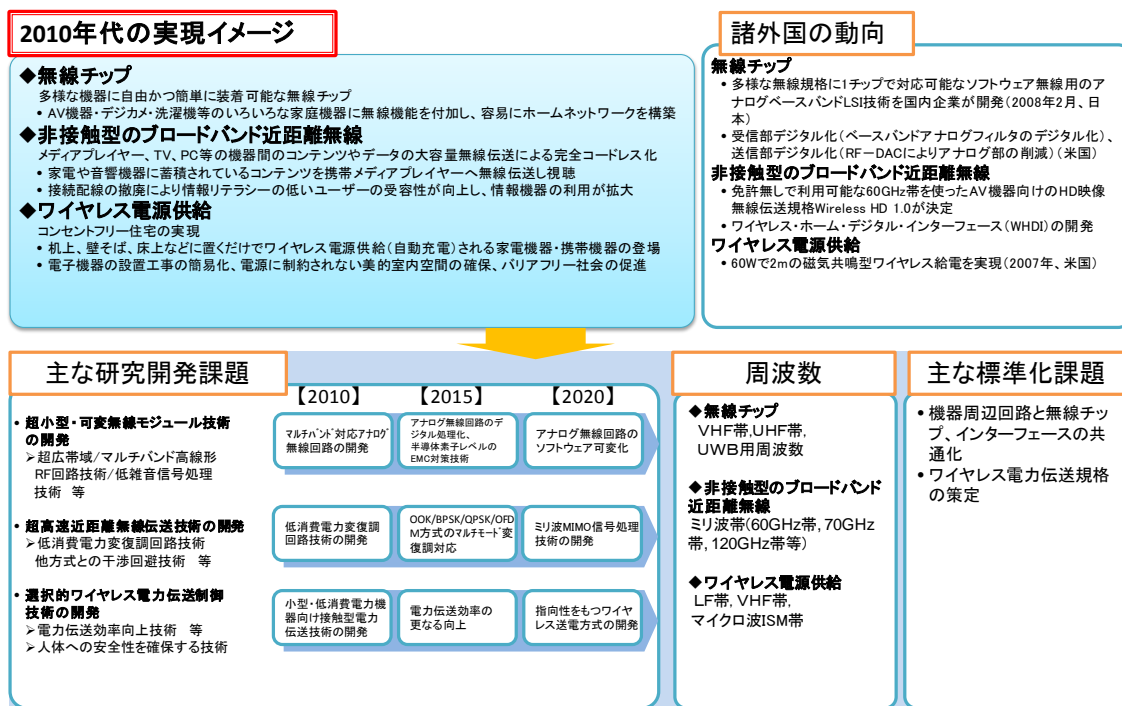 2010年代の実現イメージ
◆無線チップ
多様な機器に自由かつ簡単に装着可能な無線チップ
• AV機器・デジカメ・洗濯機等のいろいろな家庭機器に無線機能を付加し、容易にホームネットワークを構築
◆非接触型のブロードバンド近距離無線
メディアプレイヤー、TV、PC等の機器間のコンテンツやデータの大容量無線伝送による完全コードレス化
• 家電や音響機器に蓄積されているコンテンツを携帯メディアプレイヤーへ無線伝送し視聴
• 接続配線の撤廃により情報リテラシーの低いユーザーの受容性が向上し、情報機器の利用が拡大
◆ワイヤレス電源供給
コンセントフリー住宅の実現
• 机上、壁そば、床上などに置くだけでワイヤレス電源供給（自動充電）される家電機器・携帯機器の登場
• 電子機器の設置工事の簡易化、電源に制約されない美的室内空間の確保、バリアフリー社会の促進
諸外国の動向
無線チップ
• 多様な無線規格に1チップで対応可能なソフトウェア無線用のア
ナログベースバンドLSI技術を国内企業が開発（2008年2月、日
本）
• 受信部デジタル化（ベースバンドアナログフィルタのデジタル化）、
送信部デジタル化（RF－DACによりアナログ部の削減）（米国）
非接触型のブロードバンド近距離無線
• 免許無しで利用可能な60GHz帯を使ったAV機器向けのHD映像
無線伝送規格Wireless HD 1.0が決定
• ワイヤレス・ホーム・デジタル・インターフェース（WHDI）の開発
ワイヤレス電源供給
• 60Wで2mの磁気共鳴型ワイヤレス給電を実現（2007年、米国）
主な研究開発課題
【2010】
【2015】
【2020】
• 超小型・可変無線モジュール技術
の開発
➢超広帯域/マルチバンド高線形
RF回路技術/低雑音信号処理
技術 等
マルチバンド対応アナログ
無線回路の開発
アナログ無線回路のデ
ジタル処理化、
半導体素子レベルの
EMC対策技術
アナログ無線回路の
ソフトウェア可変化
• 超高速近距離無線伝送技術の開発
➢低消費電力変復調回路技術
他方式との干渉回避技術 等
低消費電力変復調
回路技術の開発
OOK/BPSK/QPSK/OFD
M方式のマルチモード変
復調対応
ミリ波MIMO信号処理
技術の開発
• 選択的ワイヤレス電力伝送制御
技術の開発
➢電力伝送効率向上技術 等
➢人体への安全性を確保する技術
小型・低消費電力機
器向け接触型電力
伝送技術の開発
電力伝送効率の
更なる向上
指向性をもつワイヤ
レス送電方式の開発
周波数
◆無線チップ
VHF帯,UHF帯,
UWB用周波数
◆非接触型のブロードバンド
近距離無線
ミリ波帯(60GHz帯, 70GHz
帯, 120GHz帯等)
◆ワイヤレス電源供給
LF帯, VHF帯,
マイクロ波ISM帯
主な標準化課題
• 機器周辺回路と無線チッ
プ、インターフェースの共
通化
• ワイヤレス電力伝送規格
の策定